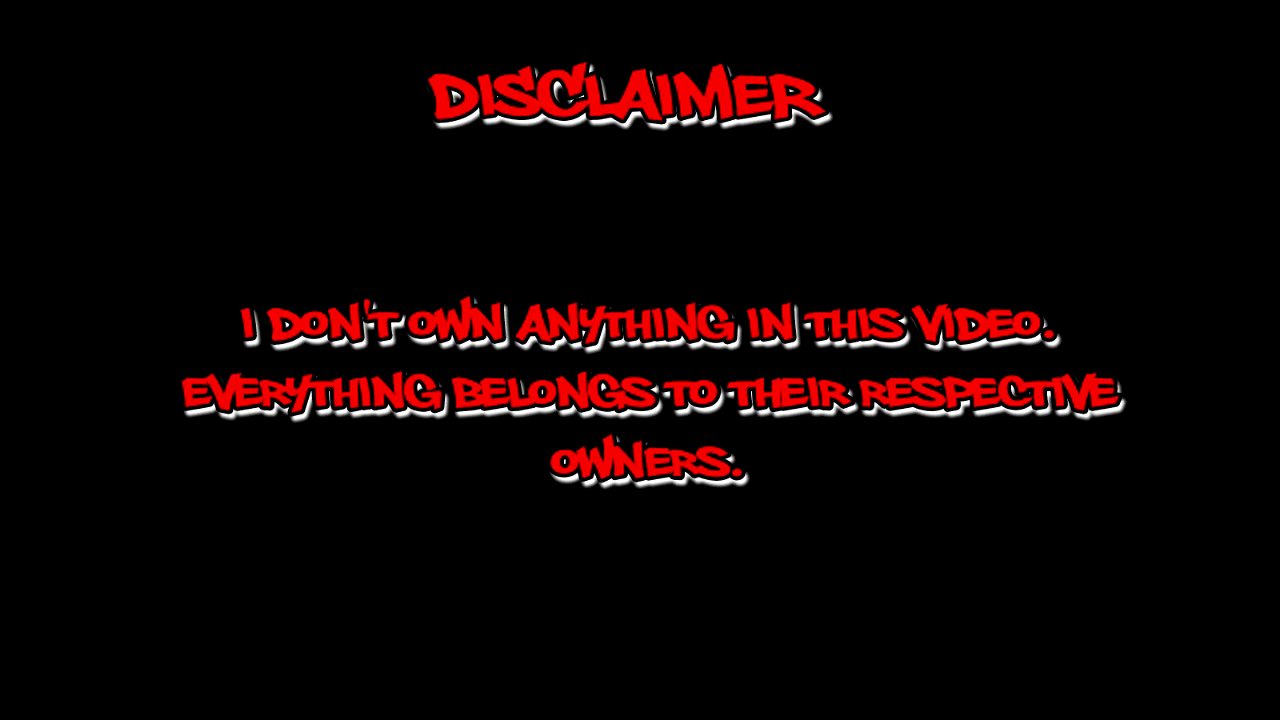 DISCLAIMER
I DON'T OWN ANYTHING IN THIS VIDEO.
EVERYTHING BELONGS TO THEIR RESPECTIVE
OWNERS.